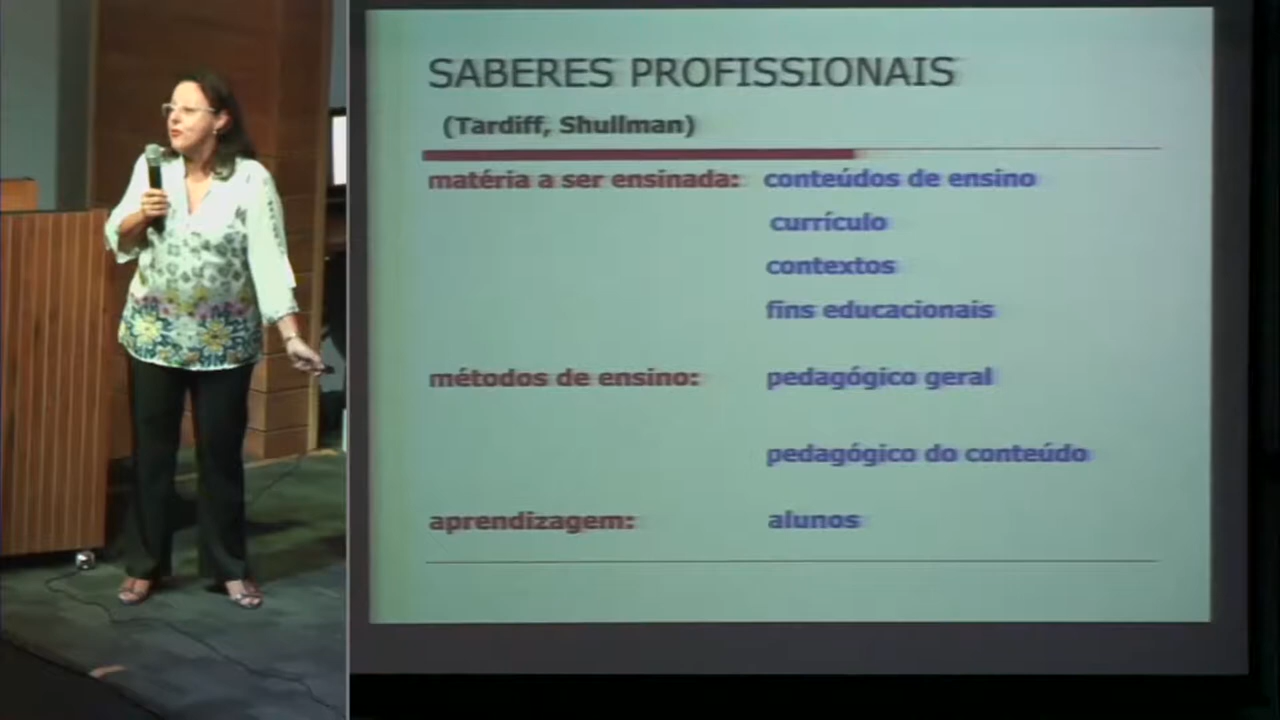 SABERES PROFISSIONAIS
(Tardiff, Shullman)
matéria a ser ensinada: conteúdos de ensino
currículo
contextos
fins educacionais
métodos de ensino: pedagógico geral
pedagógico do conteúdo
aprendizagem: alunos